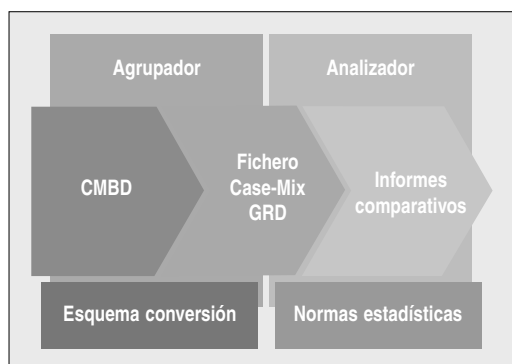 Agrupador
Analizador
CMBD
Fichero
Case-Mix
GRD
Informes
comparativos
Esquema conversión
Normas estadísticas